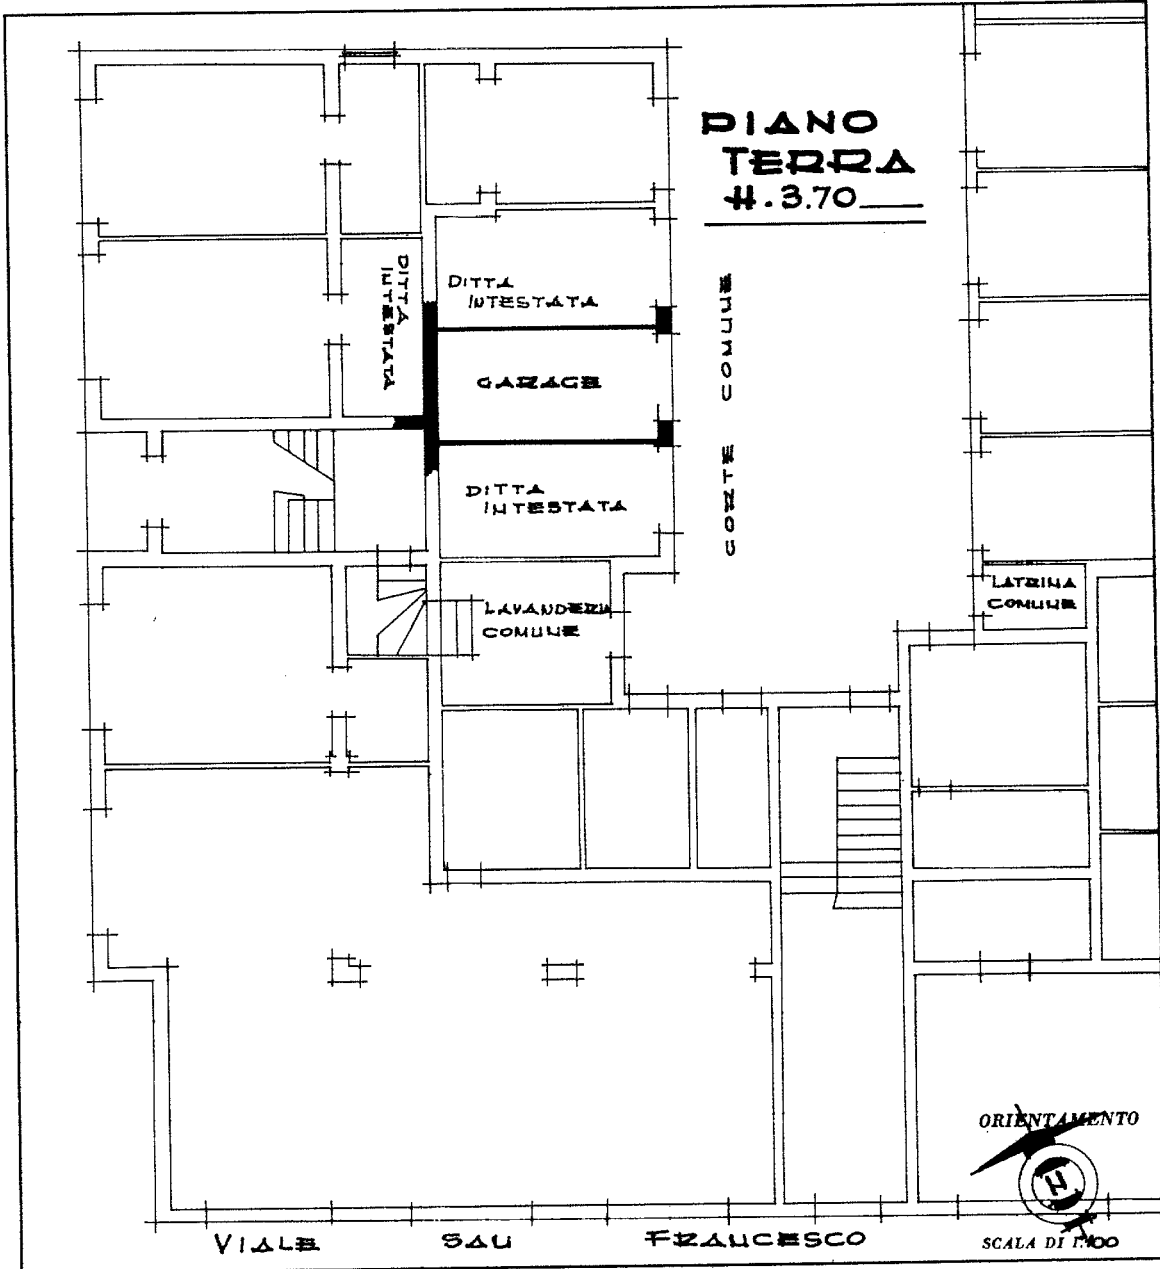 PIANO
TERRA
H. 3.70
DITTA
INTESTATA
DITTA
INTESTATA
GARAGE
CORTE COMUNE
DITTA
INTESTATA
LAVANDERIA
COMUNE
LATRINA
COMUNE
ORIENTAMENTO
N
SCALA DI 1:100
VIALE SAN FRANCESCO